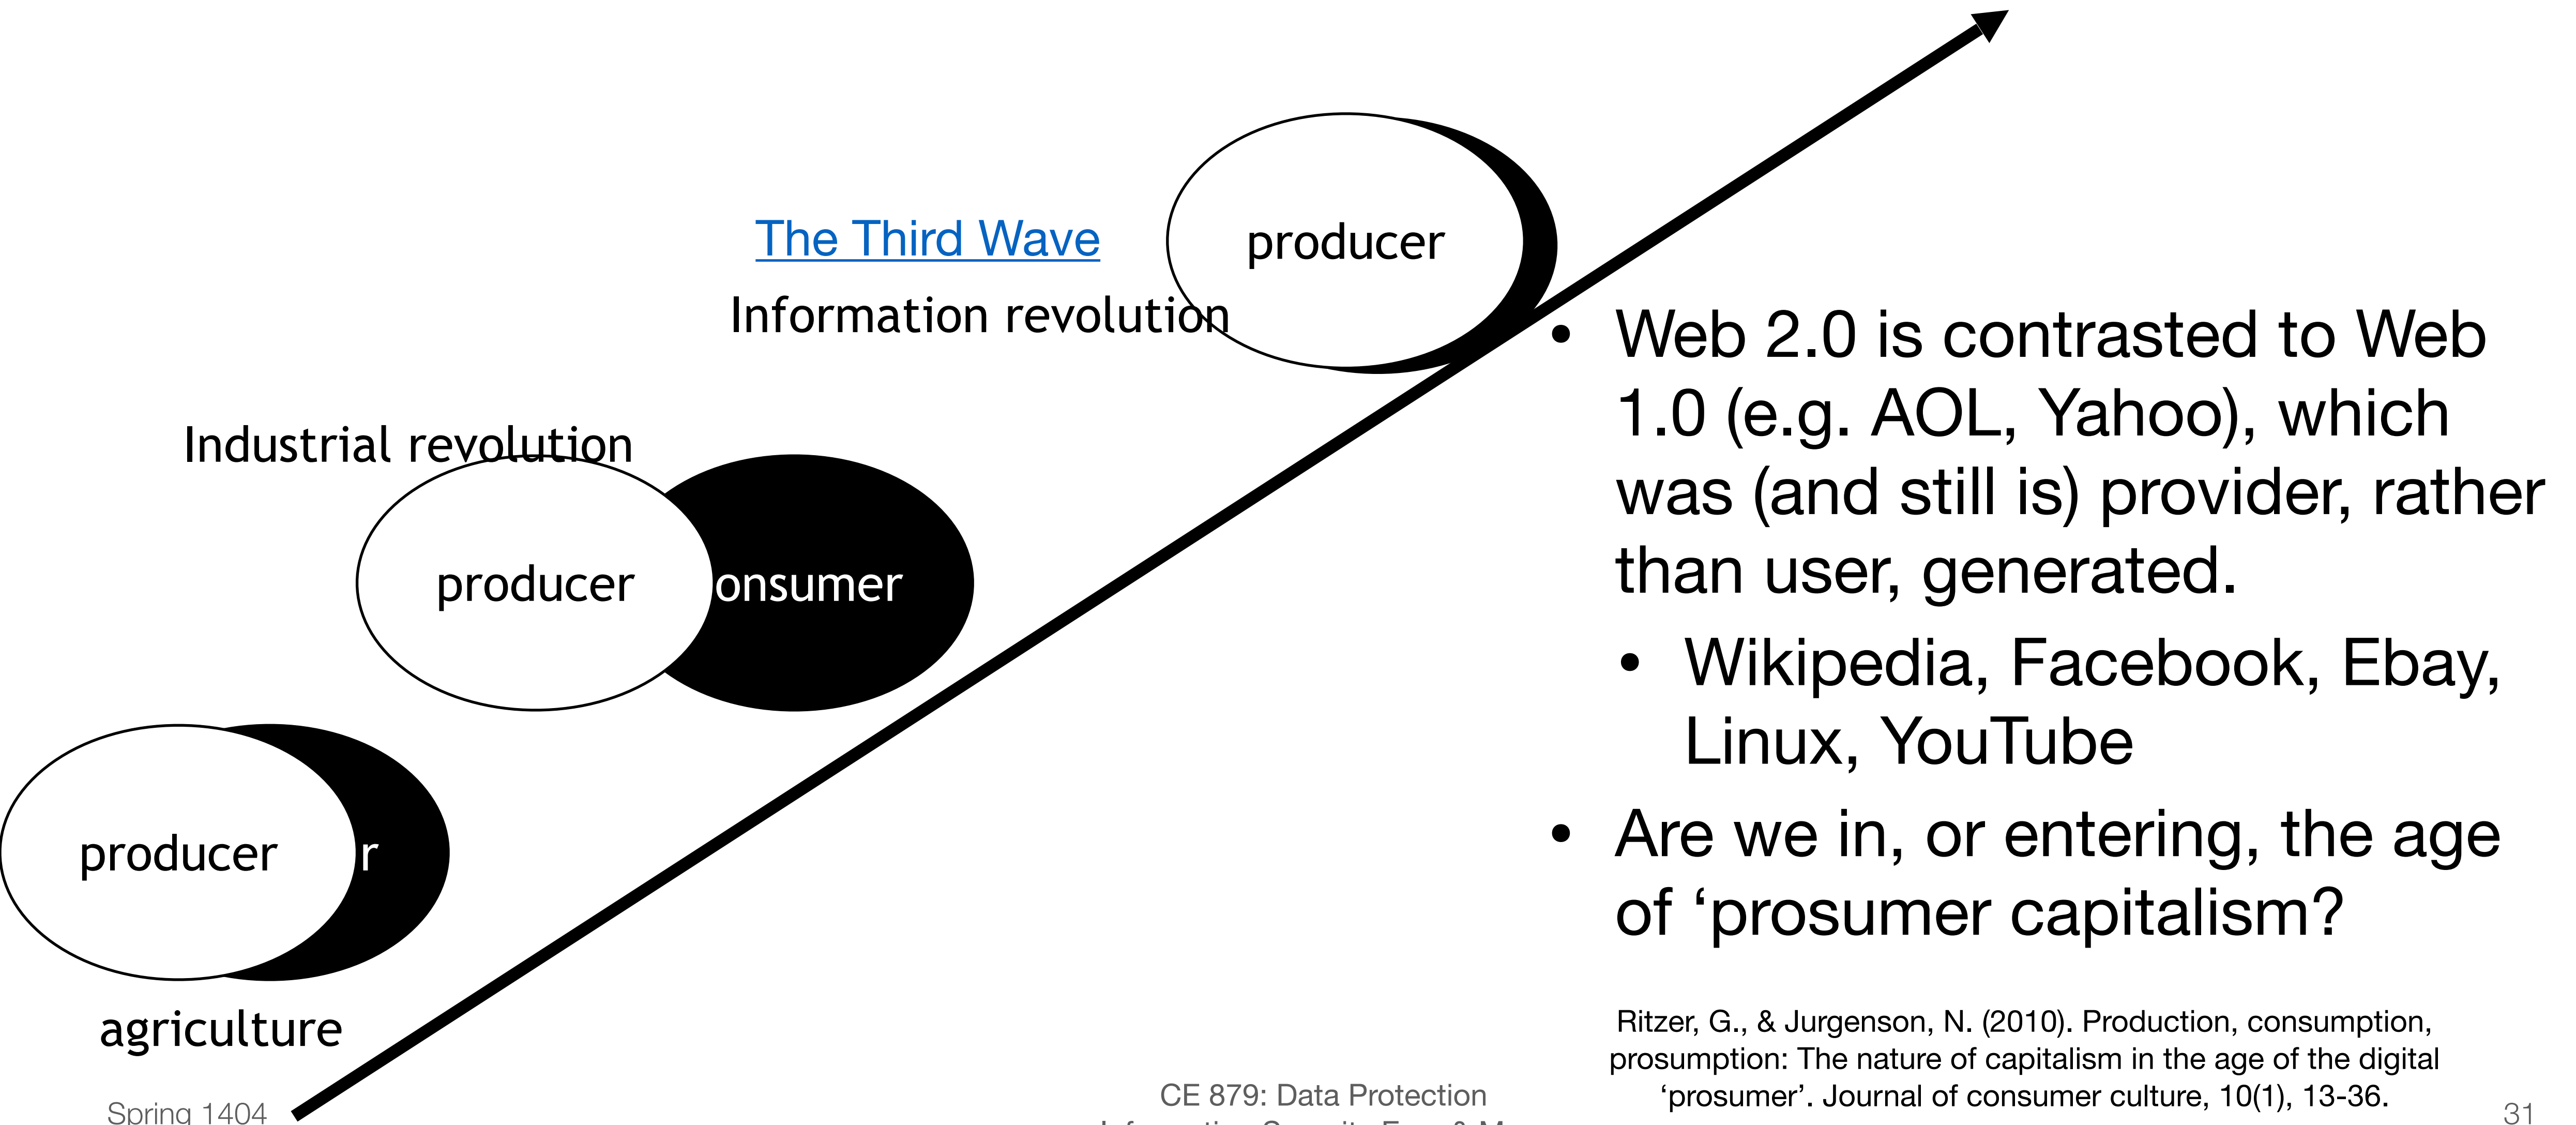 The Third Wave
Information revolution
producer
Industrial revolution
producer
onsumer
producer
r
agriculture
• Web 2.0 is contrasted to Web
1.0 (e.g. AOL, Yahoo), which
was (and still is) provider, rather
than user, generated.
• Wikipedia, Facebook, Ebay,
Linux, YouTube
• Are we in, or entering, the age
of ‘prosumer capitalism?
Ritzer, G., & Jurgenson, N. (2010). Production, consumption,
prosumption: The nature of capitalism in the age of the digital
‘prosumer’. Journal of consumer culture, 10(1), 13-36.
Spring 1404
CE 879: Data Protection
31